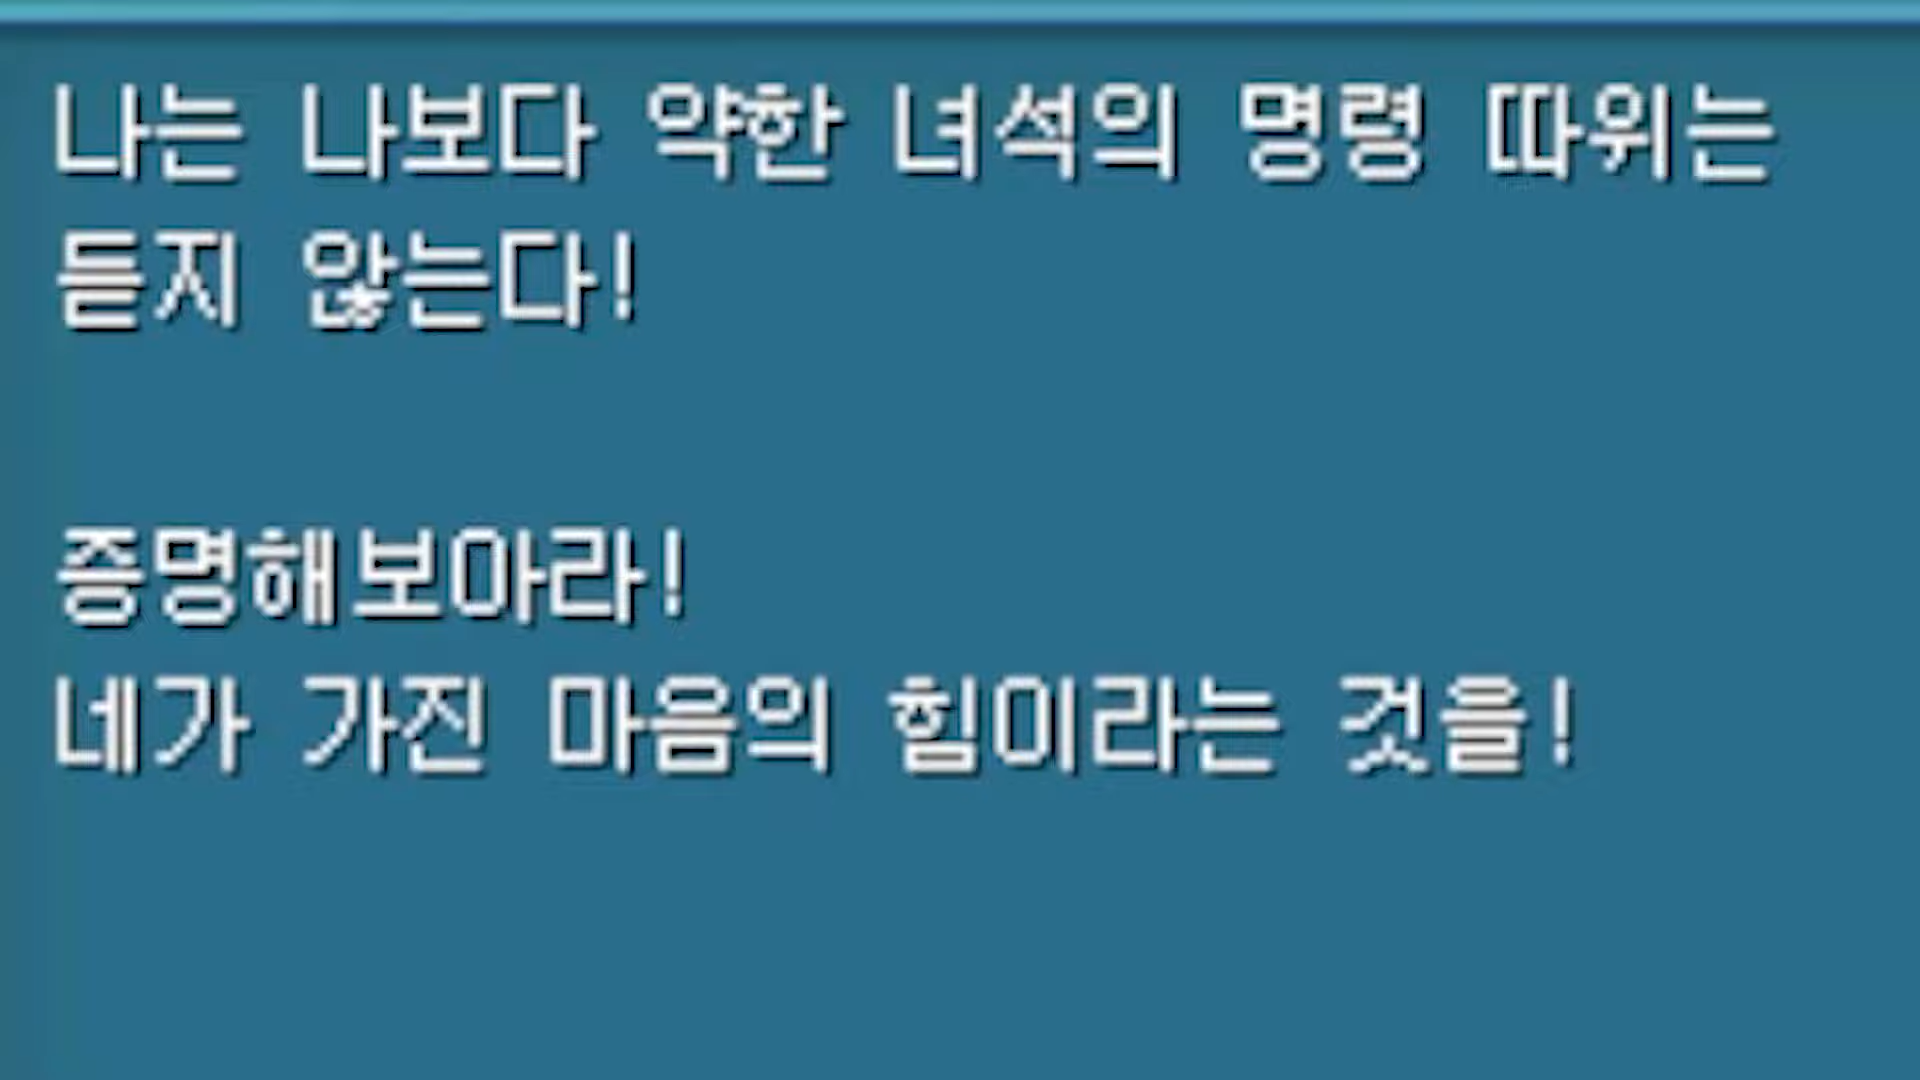 나는 나보다 약한 녀석의 명령 따위는
듣지 않는다!
증명해보아라!
네가 가진 마음의 힘이라는 것을!